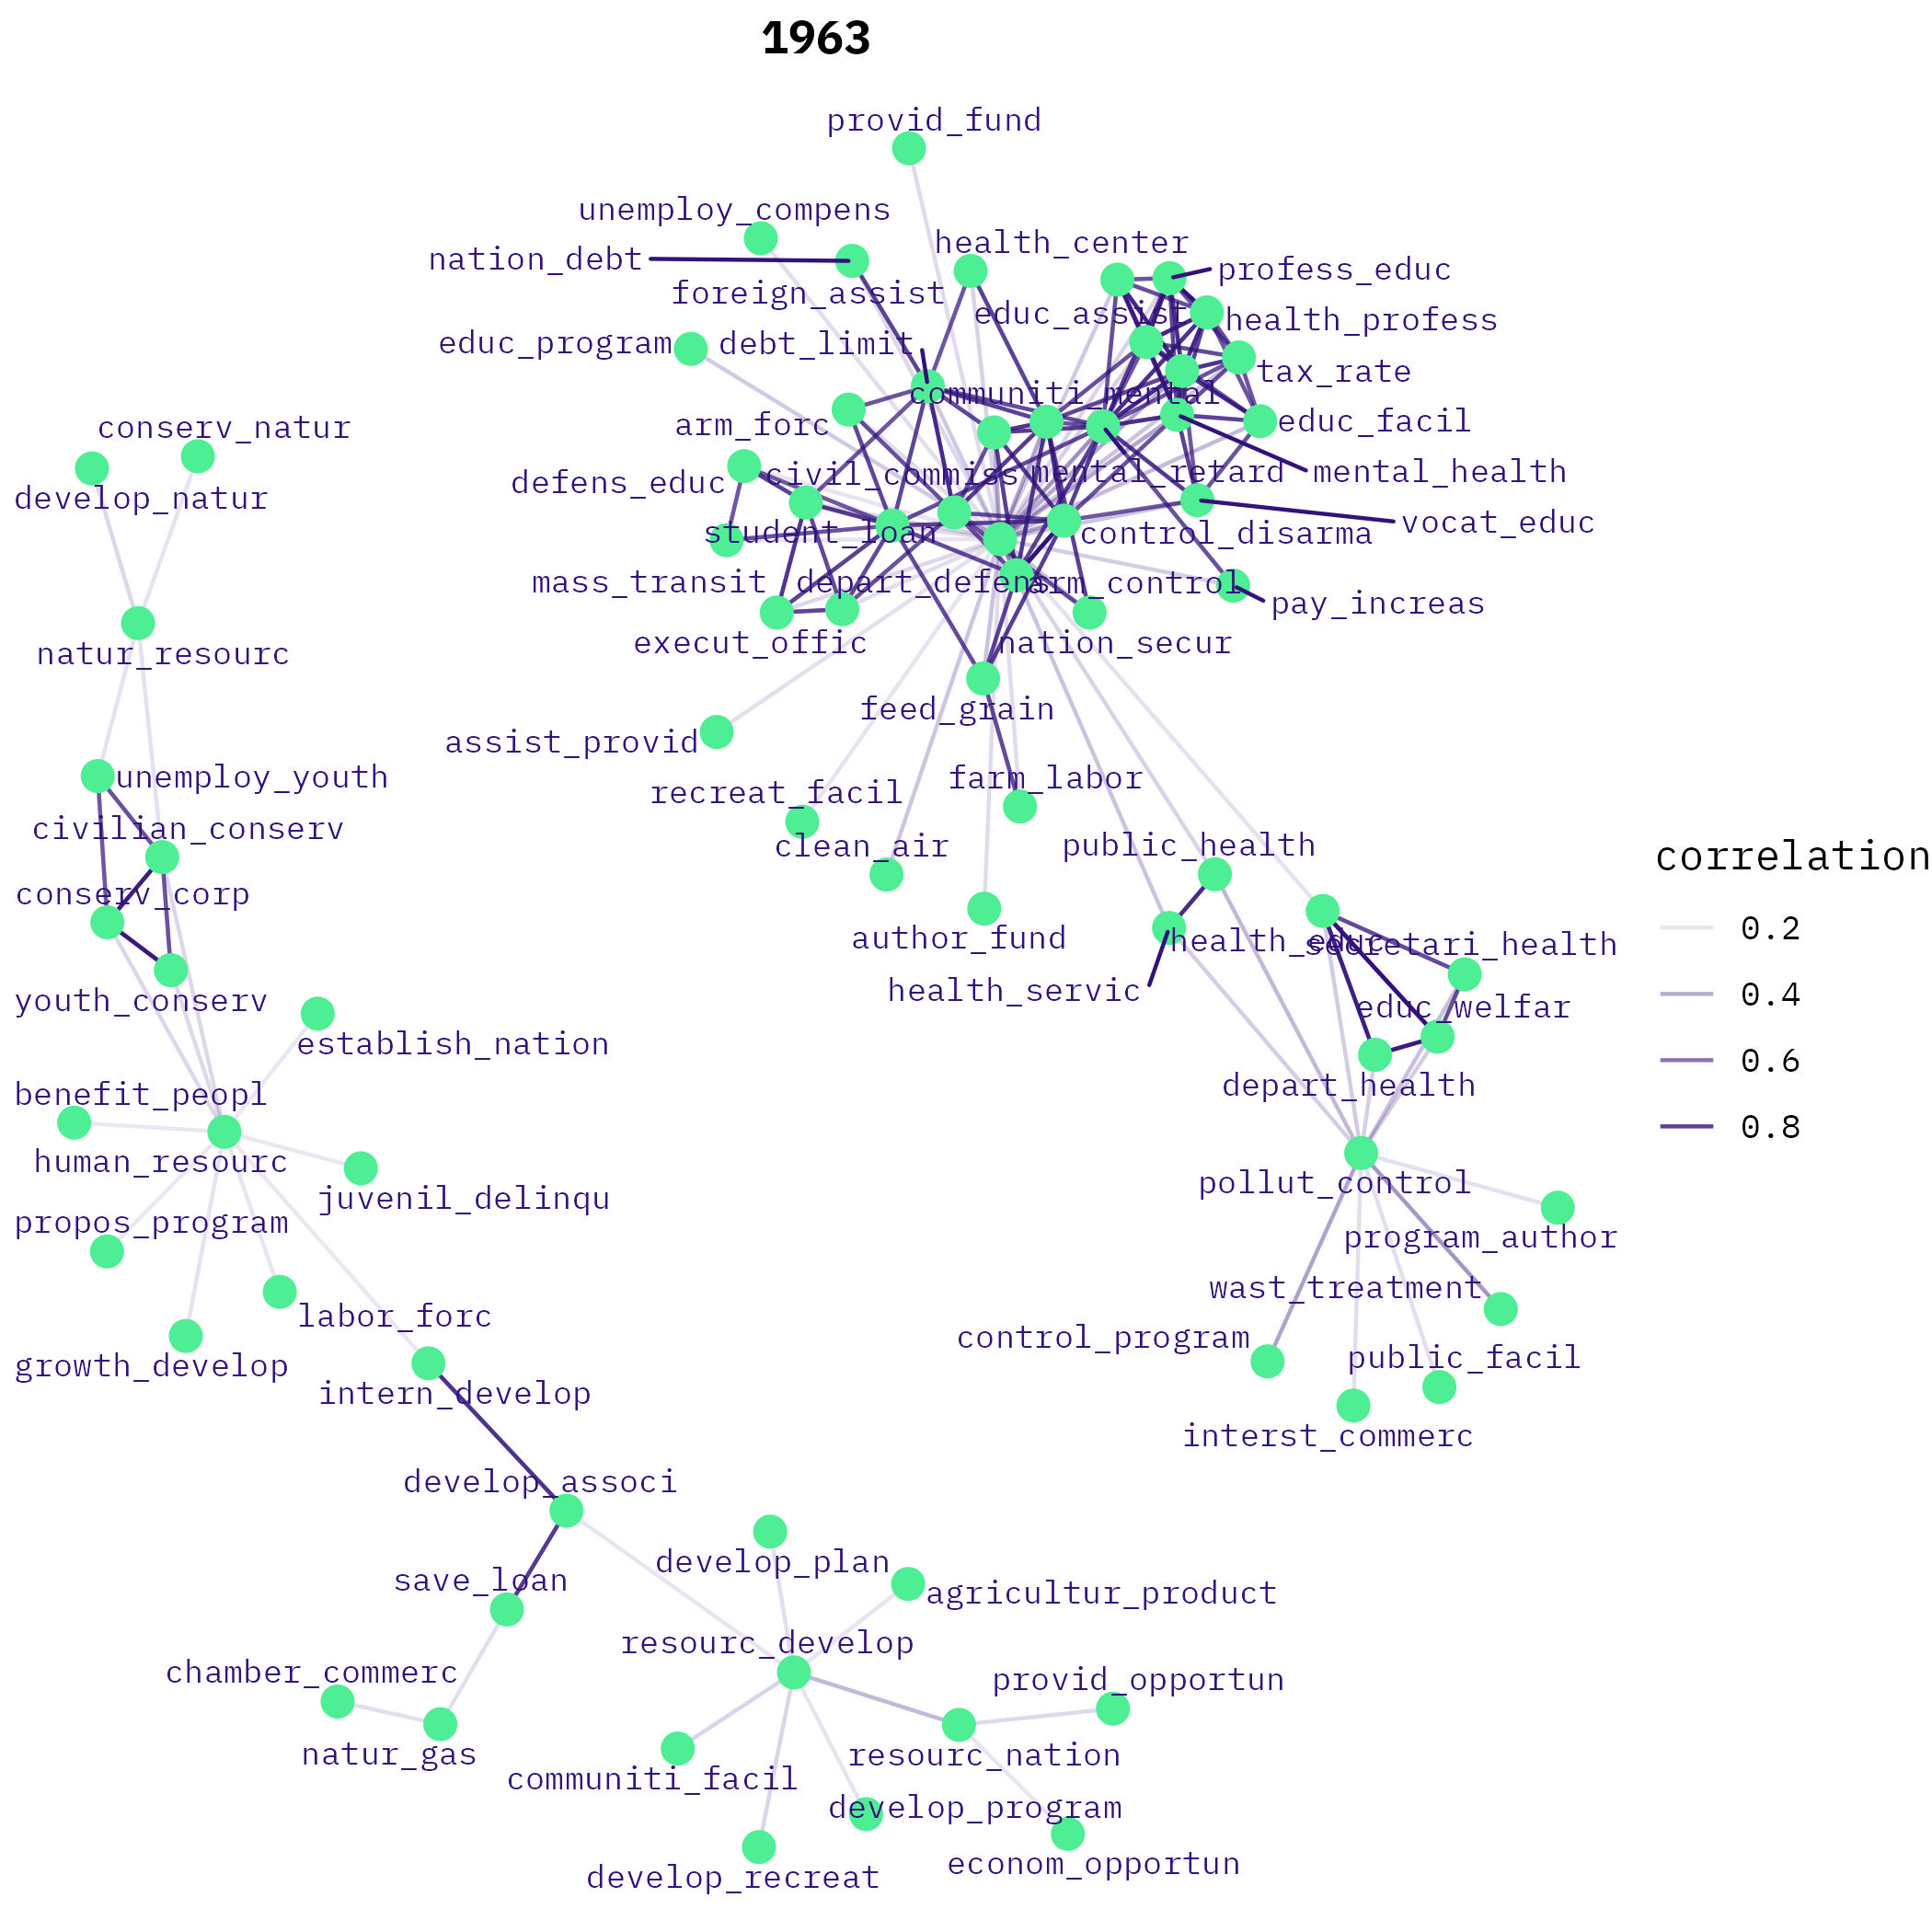 1963
provid_fund
unemploy_compens
health_center
nation_debt
profess_educ
foreign_assist
educ_assist
health_profess
educ_program
debt_limit
tax_rate
communiti_mental
arm_forc
educ_facil
conserv_natur
civil_commiss
mental_retard
mental_health
defens_educ
develop_natur
vocat_educ
student_loan
control_disarma
mass_transit
depart_defens
arm_control
pay_increas
execut_offic
nation_secur
natur_resourc
feed_grain
assist_provid
unemploy_youth
farm_labor
recreat_facil
civilian_conserv
clean_air
public_health
correlation
conserv_corp
0.2
author_fund
health_educ
secretari_health
health_servic
0.4
youth_conserv
educ_welfar
establish_nation
0.6
depart_health
benefit_peopl
0.8
human_resourc
pollut_control
juvenil_delinqu
propos_program
program_author
wast_treatment
labor_forc
control_program
public_facil
growth_develop
intern_develop
interst_commerc
develop_associ
develop_plan
save_loan
agricultur_product
resourc_develop
chamber_commerc
provid_opportun
natur_gas
resourc_nation
communiti_facil
develop_program
econom_opportun
develop_recreat